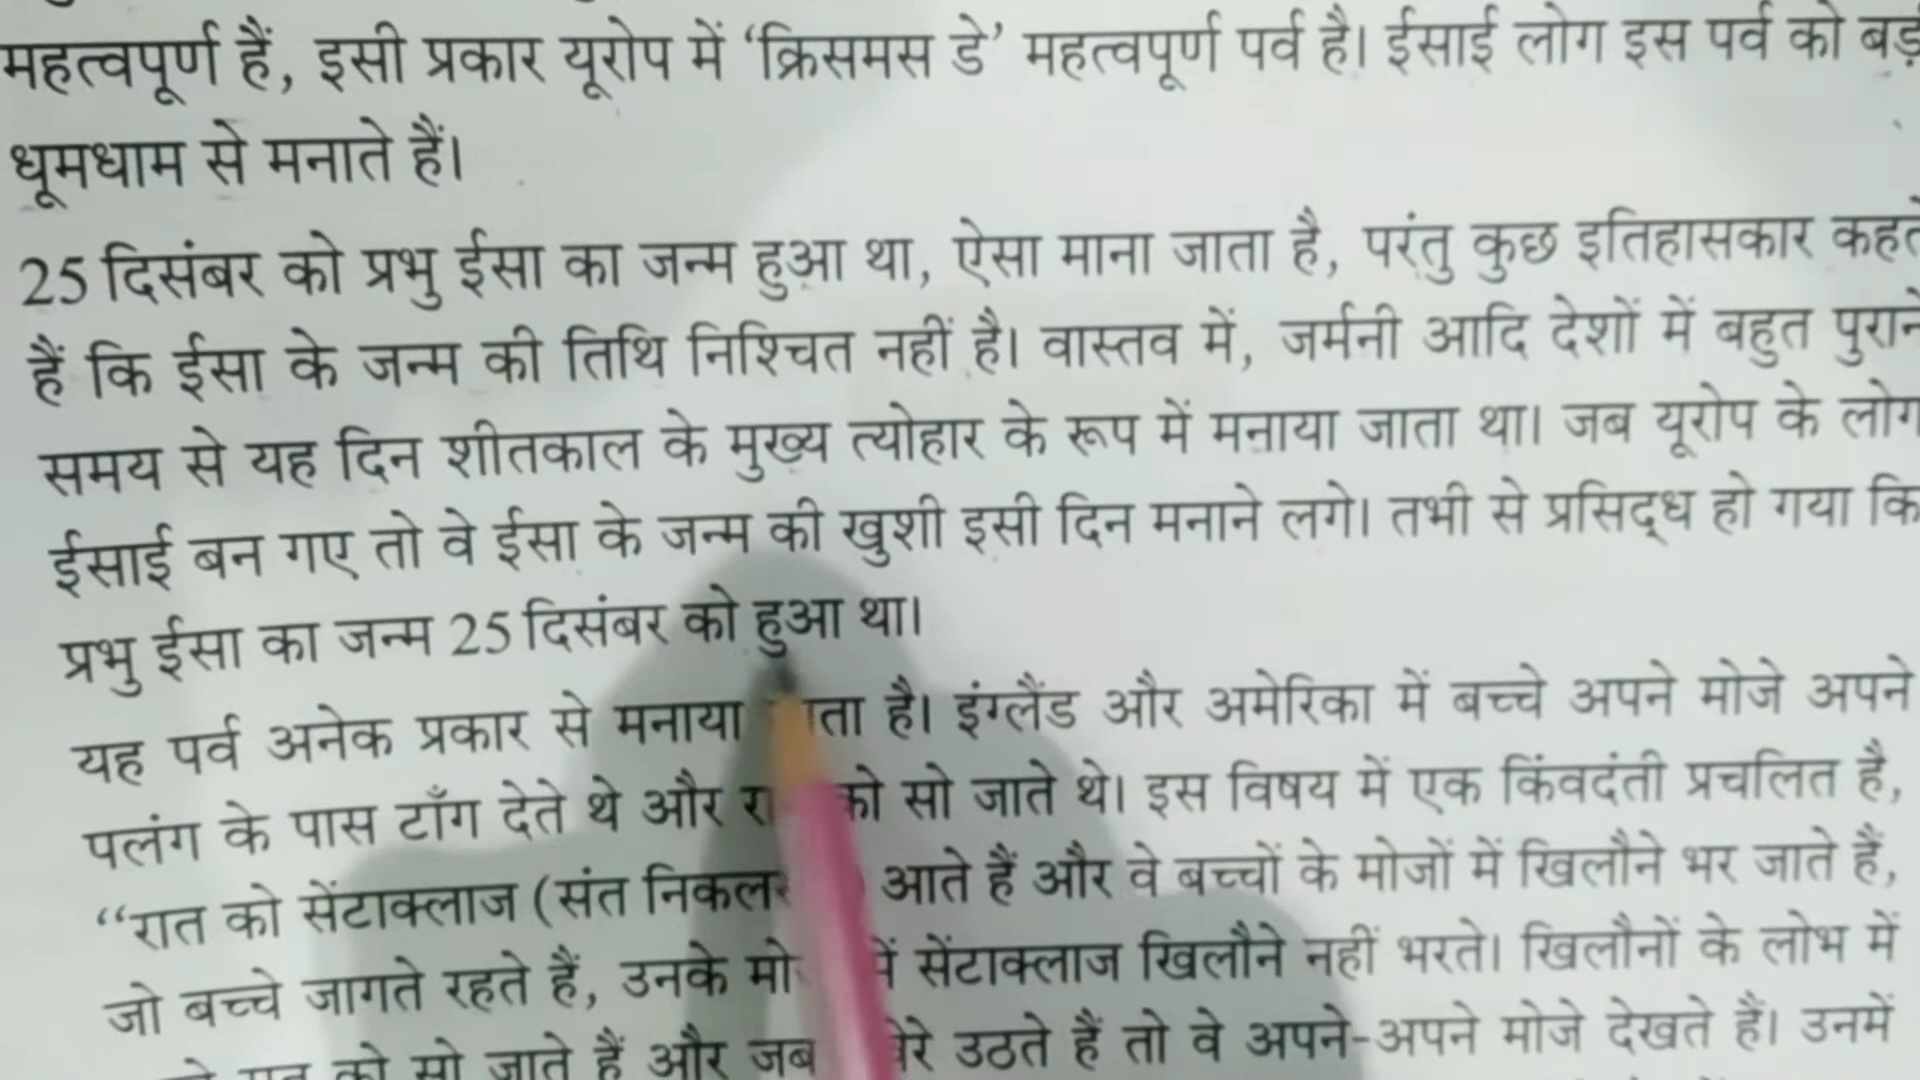 महत्वपूर्ण हैं, इसी प्रकार यूरोप में ‘क्रिसमस डे’ महत्वपूर्ण पर्व है। ईसाई लोग इस पर्व को
धूमधाम से मनाते हैं।
25 दिसंबर को प्रभु ईसा का जन्म हुआ था, ऐसा माना जाता है, परंतु कुछ इतिहासकार कहते
हैं कि ईसा के जन्म की तिथि निश्चित नहीं है। वास्तव में, जर्मनी आदि देशों में बहुत पुराने
समय से यह दिन शीतकाल के मुख्य त्योहार के रूप में मनाया जाता था। जब यूरोप के लोग
ईसाई बन गए तो वे ईसा के जन्म की खुशी इसी दिन मनाने लगे। तभी से प्रसिद्ध हो गया कि
प्रभु ईसा का जन्म 25 दिसंबर को हुआ था।
यह पर्व अनेक प्रकार से मनाया है। इंग्लैंड और अमेरिका में बच्चे अपने मोजे अपने
पलंग के पास टाँग देते थे और को सो जाते थे। इस विषय में एक किंवदंती प्रचलित है,
“रात को सेंटाक्लाज (संत आते हैं और वे बच्चों के मोजों में खिलौने भर जाते हैं,
जो बच्चे जागते रहते हैं, उनके में सेंटाक्लाज खिलौने नहीं भरते। खिलौनों के लोभ में
को सो जाते हैं और जब उठते हैं तो वे अपने-अपने मोजे देखते हैं। उनमें